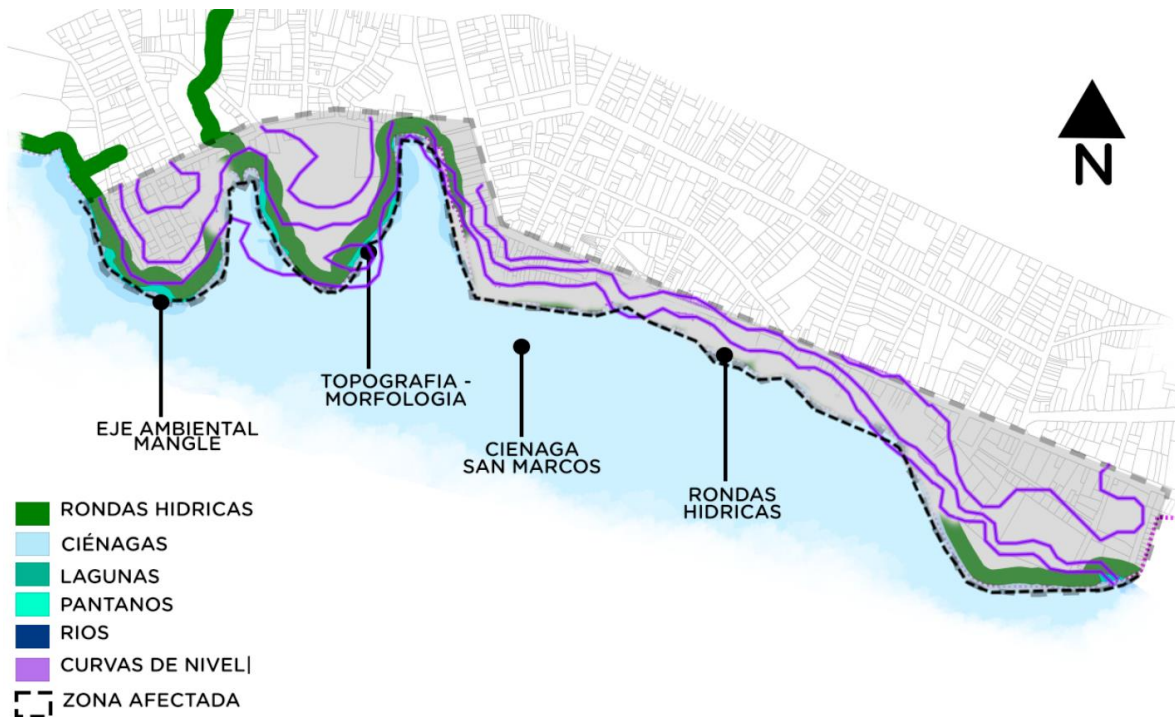 N
TOPOGRAFIA -
MORFOLOGIA
EJE AMBIENTAL
MANGLE
CIENAGA
SAN MARCOS
RONDAS
HIDRICAS
RONDAS HIDRICAS
CIÉNAGAS
LAGUNAS
PANTANOS
RIOS
CURVAS DE NIVEL|
ZONA AFECTADA